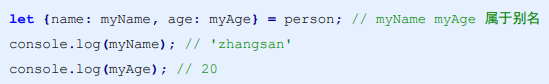 let {name: myName, age: myAge} = person; // myName myAge 属于别名
console.log(myName); // 'zhangsan'
console.log(myAge); // 20